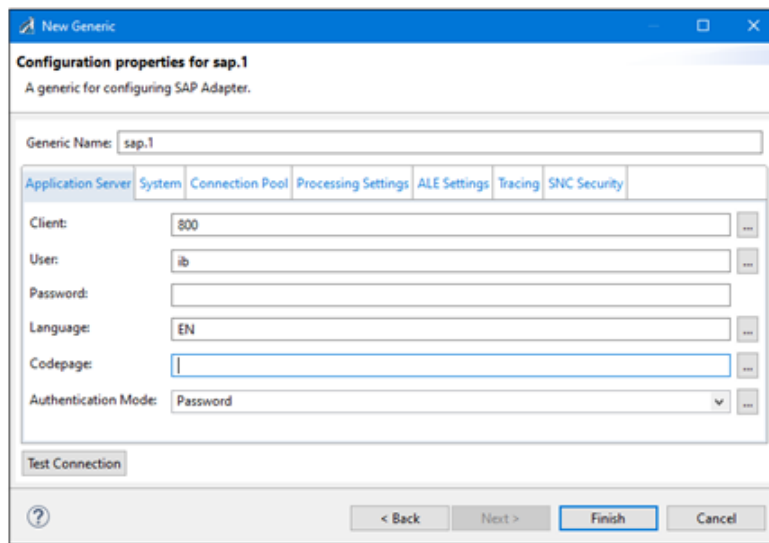 New Generic
Configuration properties for sap.1
A generic for configuring SAP Adapter.
Generic Name: sap.1
Application Server System Connection Pool Processing Settings ALE Settings Tracing SNC Security
Client: 800 ...
User: ib ...
Password:
Language: EN ...
Codepage: ...
Authentication Mode: Password ...
Test Connection
? < Back Next > Finish Cancel